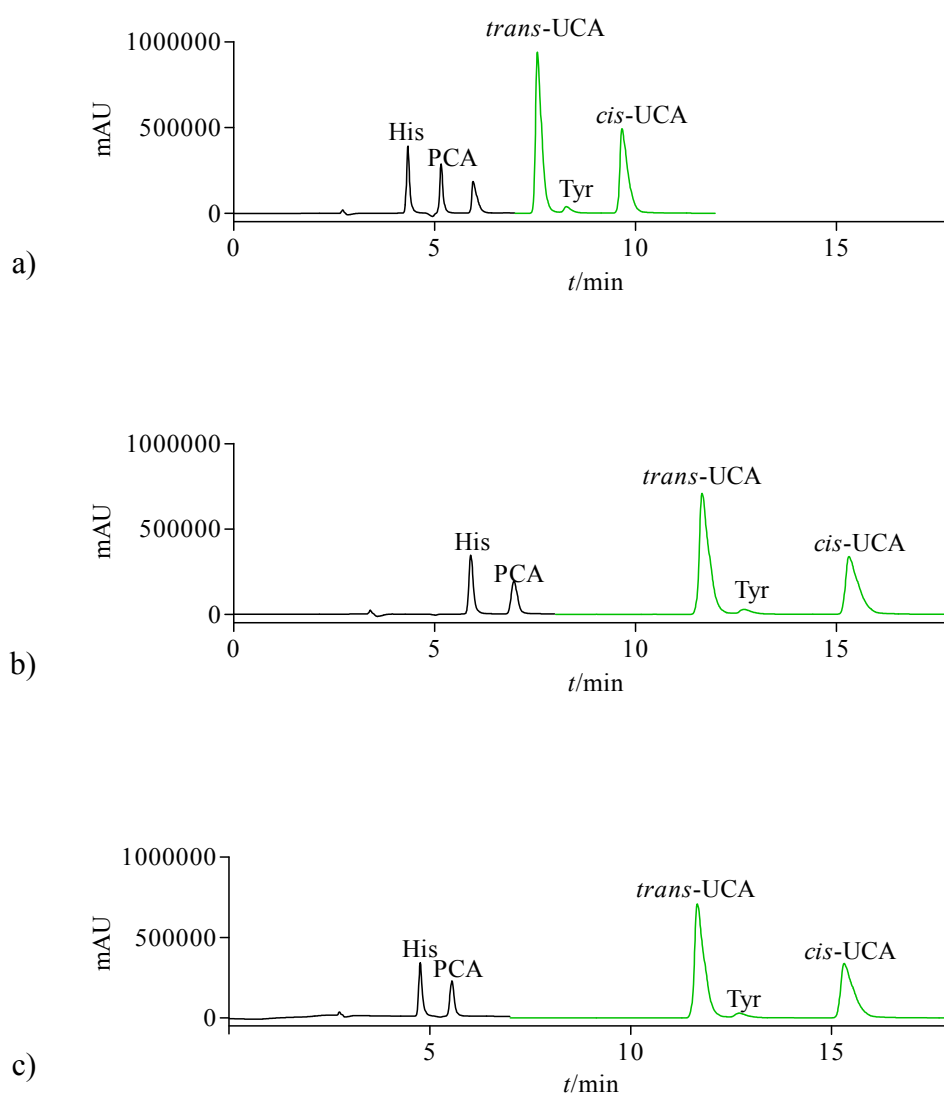 trans-UCA
1000000
cis-UCA
mAU
500000
His
PCA
Tyr
0
0
5
10
15
a)
t/min
1000000
trans-UCA
mAU
500000
His
cis-UCA
PCA
Tyr
0
0
5
10
15
b)
t/min
1000000
trans-UCA
mAU
500000
His
cis-UCA
PCA
Tyr
0
5
10
15
c)
t/min